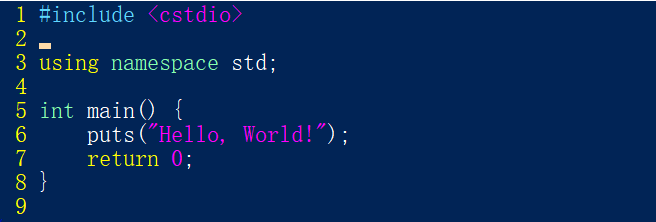 1 #include <cstdio>
2
3 using namespace std;
4
5 int main() {
6     puts("Hello, World!");
7     return 0;
8 }
9